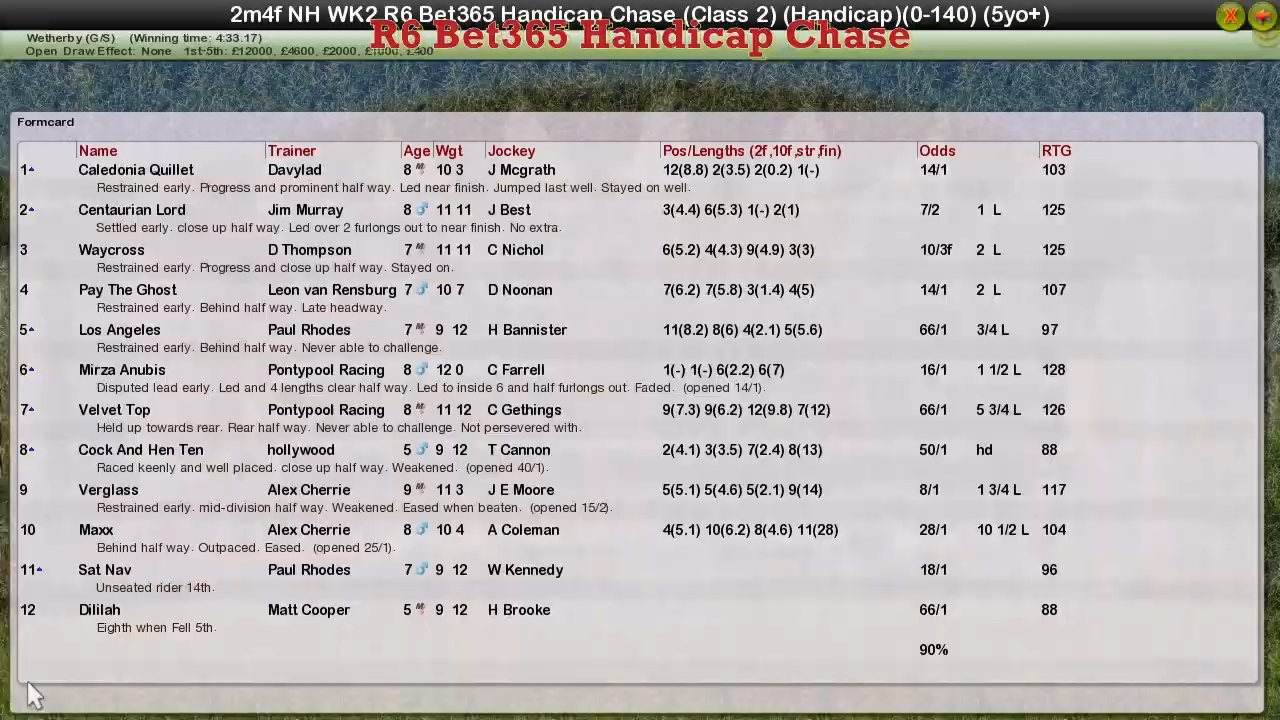 2m4f NH WK2 R6 Bet365 Handicap Chase (Class 2) (Handicap)(0-140) (5yo+)
R6 Bet365 Handicap Chase
Wetherby (G/S) (Winning time: 4:33.17)
Open Draw Effect: None 1st-5th: £12000, £4600, £2000, £1000, £400
Formcard
Name Trainer Age Wgt Jockey Pos/Lengths (2f,10f,str,fin) Odds RTG
1 Caledonia Quillet Davylad 8 10 3 J Mcgrath 12(8.8) 2(3.5) 2(0.2) 1(-) 14/1 103
Restrained early. Progress and prominent half way. Led near finish. Jumped last well. Stayed on well.
2 Centaurian Lord Jim Murray 8 11 11 J Best 3(4.4) 6(5.3) 1(-) 2(1) 7/2 1 L 125
Settled early. close up half way. Led over 2 furlongs out to near finish. No extra.
3 Waycross D Thompson 7 11 11 C Nichol 6(5.2) 4(4.3) 9(4.9) 3(3) 10/3f 2 L 125
Restrained early. Progress and close up half way. Stayed on.
4 Pay The Ghost Leon van Rensburg 7 10 7 D Noonan 7(6.2) 7(5.8) 3(1.4) 4(5) 14/1 2 L 107
Restrained early. Behind half way. Late headway.
5 Los Angeles Paul Rhodes 7 9 12 H Bannister 11(8.2) 8(6) 4(2.1) 5(5.6) 66/1 3/4 L 97
Restrained early. Behind half way. Never able to challenge.
6 Mirza Anubis Pontypool Racing 8 12 0 C Farrell 1(-) 1(-) 6(2.2) 6(7) 16/1 1 1/2 L 128
Disputed lead early. Led and 4 lengths clear half way. Led to inside 6 and half furlongs out. Faded. (opened 14/1).
7 Velvet Top Pontypool Racing 8 11 12 C Gethings 9(7.3) 9(6.2) 12(9.8) 7(12) 66/1 5 3/4 L 126
Held up towards rear. Rear half way. Never able to challenge. Not persevered with.
8 Cock And Hen Ten hollywood 5 9 12 T Cannon 2(4.1) 3(3.5) 7(2.4) 8(13) 50/1 hd 88
Raced keenly and well placed. close up half way. Weakened. (opened 40/1).
9 Verglass Alex Cherrie 9 11 3 J E Moore 5(5.1) 5(4.6) 5(2.1) 9(14) 8/1 1 3/4 L 117
Restrained early. mid-division half way. Weakened. Eased when beaten. (opened 15/2).
10 Maxx Alex Cherrie 8 10 4 A Coleman 4(5.1) 10(6.2) 8(4.6) 11(28) 28/1 10 1/2 L 104
Behind half way. Outpaced. Eased. (opened 25/1).
11 Sat Nav Paul Rhodes 7 9 12 W Kennedy 18/1 96
Unseated rider 14th.
12 Dililah Matt Cooper 5 9 12 H Brooke 66/1 88
Eighth when Fell 5th.
90%